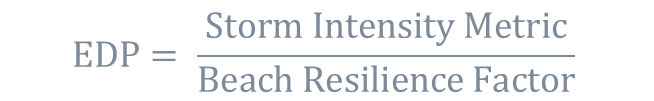 Storm Intensity Metric
EDP =
Beach Resilience Factor